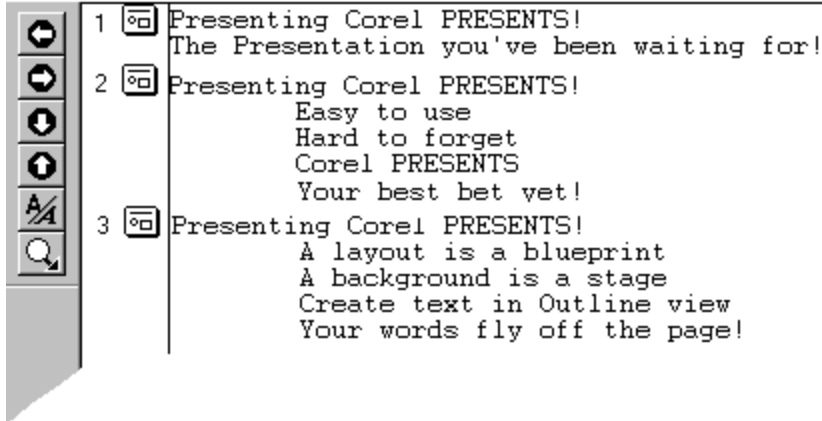 1 Presenting Corel PRESENTS!
The Presentation you've been waiting for!
2 Presenting Corel PRESENTS!
Easy to use
Hard to forget
Corel PRESENTS
Your best bet yet!
3 Presenting Corel PRESENTS!
A layout is a blueprint
A background is a stage
Create text in Outline view
Your words fly off the page!